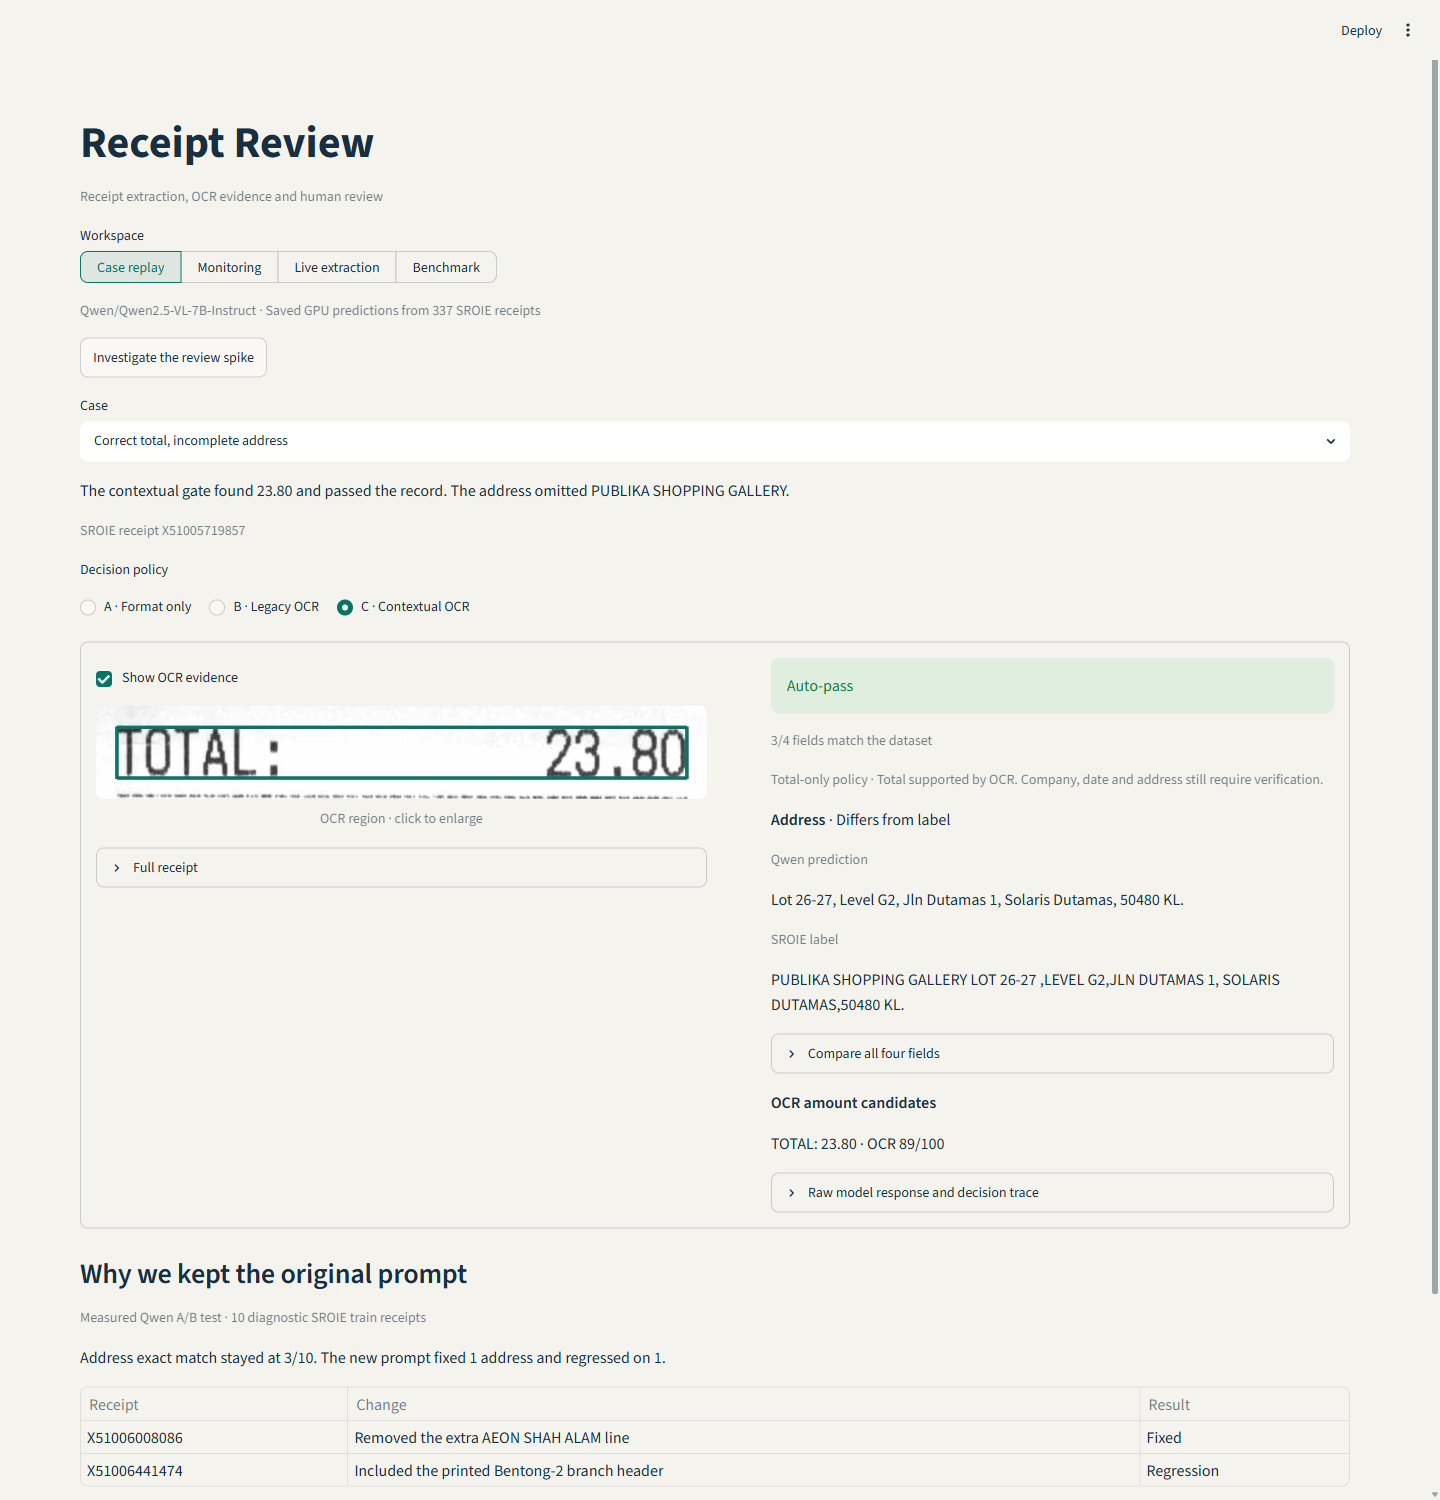 Deploy
Receipt Review
Receipt extraction, OCR evidence and human review
Workspace
Case replay
Monitoring
Live extraction
Benchmark
Qwen/Qwen2.5-VL-7B-Instruct · Saved GPU predictions from 337 SROIE receipts
Investigate the review spike
Case
Correct total, incomplete address
The contextual gate found 23.80 and passed the record. The address omitted PUBLIKA SHOPPING GALLERY.
SROIE receipt X51005719857
Decision policy
A · Format only
B · Legacy OCR
C · Contextual OCR
Show OCR evidence
TOTAL: 23.80
OCR region · click to enlarge
Full receipt
Auto-pass
3/4 fields match the dataset
Total-only policy · Total supported by OCR. Company, date and address still require verification.
Address · Differs from label
Qwen prediction
Lot 26-27, Level G2, Jln Dutamas 1, Solaris Dutamas, 50480 KL.
SROIE label
PUBLIKA SHOPPING GALLERY LOT 26-27 ,LEVEL G2,JLN DUTAMAS 1, SOLARIS
DUTAMAS,50480 KL.
Compare all four fields
OCR amount candidates
TOTAL: 23.80 · OCR 89/100
Raw model response and decision trace
Why we kept the original prompt
Measured Qwen A/B test · 10 diagnostic SROIE train receipts
Address exact match stayed at 3/10. The new prompt fixed 1 address and regressed on 1.
Receipt Change Result
X51006008086 Removed the extra AEON SHAH ALAM line Fixed
X51006441474 Included the printed Bentong-2 branch header Regression